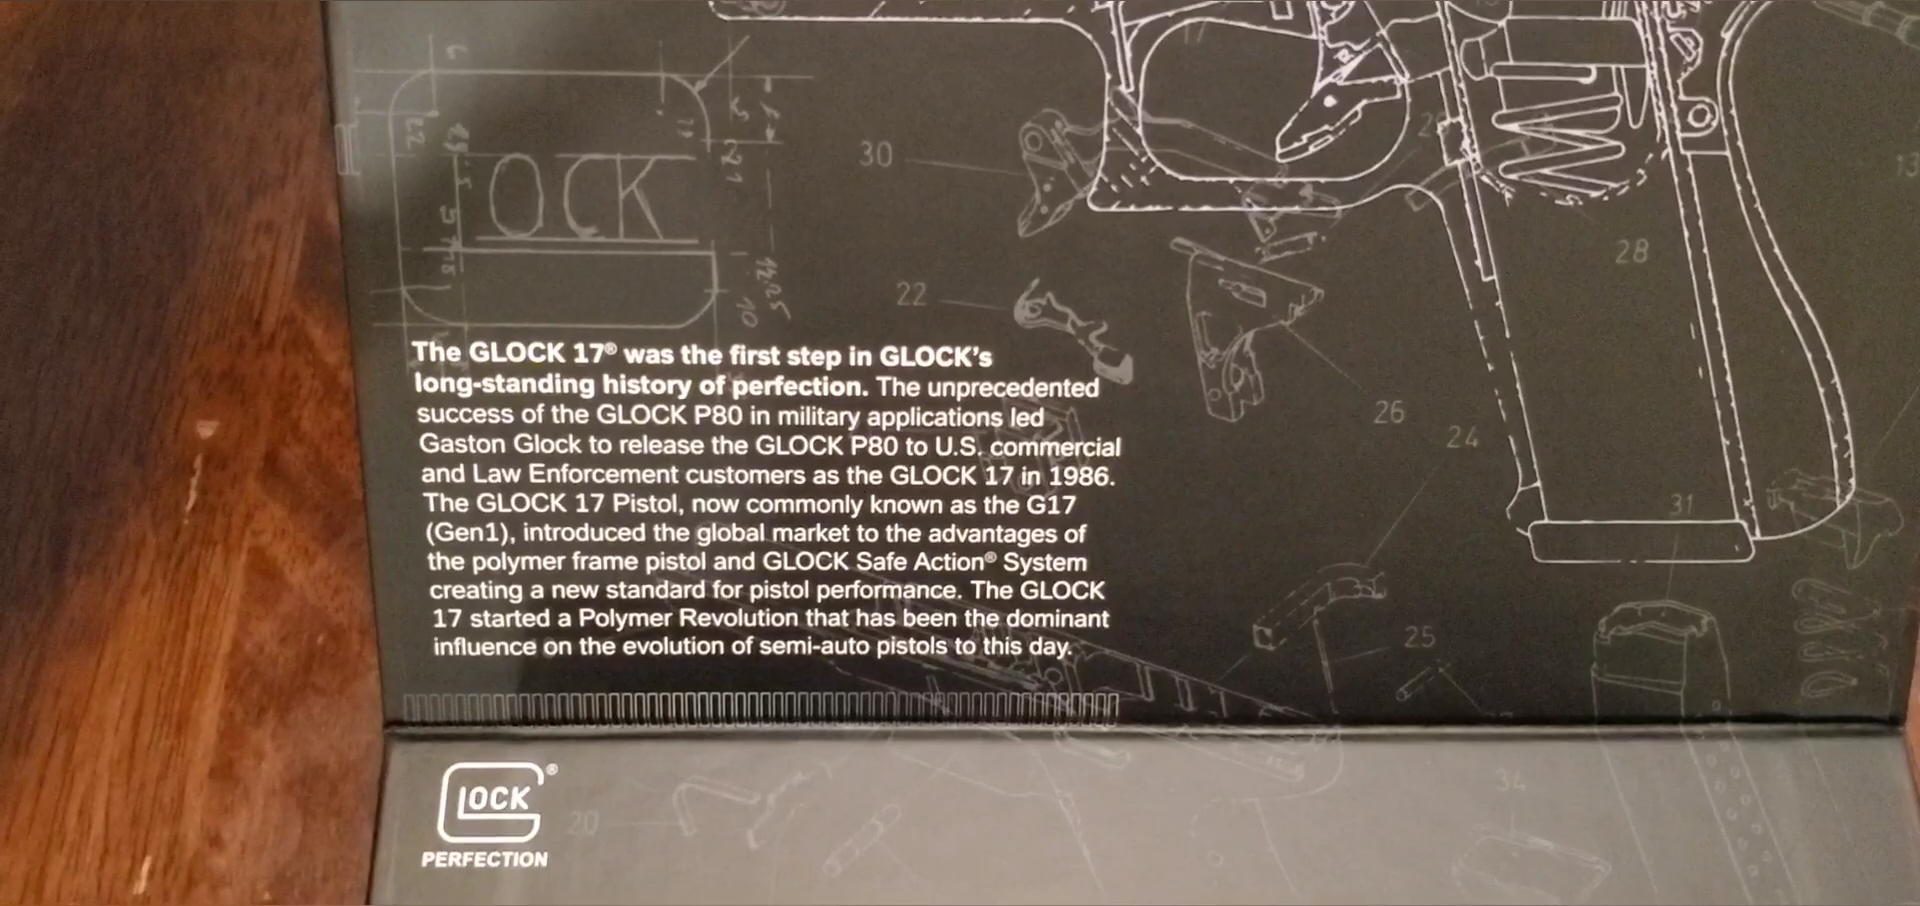 OCK
30
22
28
26
24
31
25
The GLOCK 17® was the first step in GLOCK's
long-standing history of perfection. The unprecedented
success of the GLOCK P80 in military applications led
Gaston Glock to release the GLOCK P80 to U.S. commercial
and Law Enforcement customers as the GLOCK 17 in 1986.
The GLOCK 17 Pistol, now commonly known as the G17
(Gen1), introduced the global market to the advantages of
the polymer frame pistol and GLOCK Safe Action® System
creating a new standard for pistol performance. The GLOCK
17 started a Polymer Revolution that has been the dominant
influence on the evolution of semi-auto pistols to this day.
GLOCK®
PERFECTION
20
34